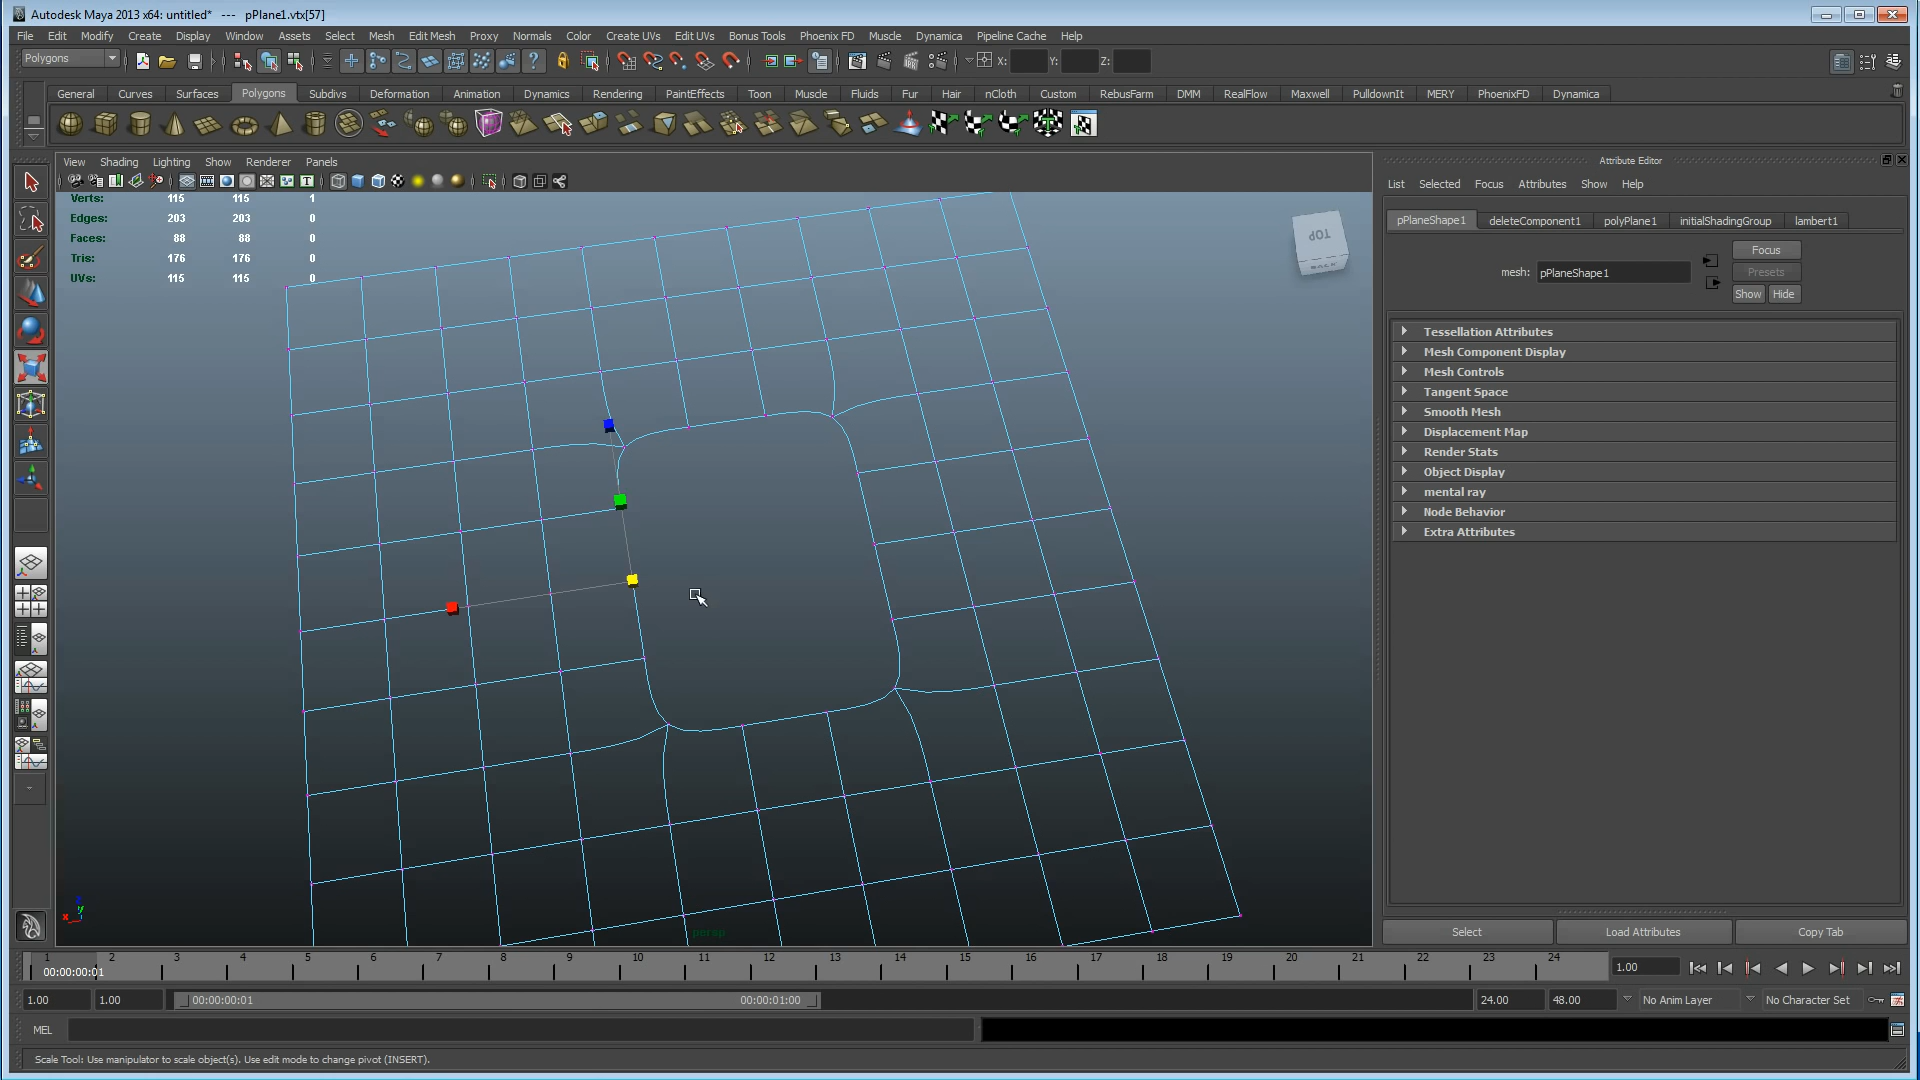 Autodesk Maya 2013 x64: untitled* --- pPlane1.vtx[57]
File Edit Modify Create Display Window Assets Select Mesh Edit Mesh Proxy Normals Color Create UVs Edit UVs Bonus Tools Phoenix FD Muscle Dynamica Pipeline Cache Help
Polygons X: Y: Z:
General Curves Surfaces Polygons Subdivs Deformation Animation Dynamics Rendering PaintEffects Toon Muscle Fluids Fur Hair nCloth Custom RebusFarm DMM RealFlow Maxwell PulldownIt MERY PhoenixFD Dynamica
View Shading Lighting Show Renderer Panels
Verts: 115 115 1
Edges: 203 203 0
Faces: 88 88 0
Tris: 176 176 0
UVs: 115 115 0
TOP
BACK
x y
persp
Attribute Editor
List Selected Focus Attributes Show Help
pPlaneShape1 deleteComponent1 polyPlane1 initialShadingGroup lambert1
mesh: pPlaneShape1
Focus
Presets
Show Hide
Tessellation Attributes
Mesh Component Display
Mesh Controls
Tangent Space
Smooth Mesh
Displacement Map
Render Stats
Object Display
mental ray
Node Behavior
Extra Attributes
Select Load Attributes Copy Tab
1 2 3 4 5 6 7 8 9 10 11 12 13 14 15 16 17 18 19 20 21 22 23 24
00:00:00:01 1.00
1.00 1.00 00:00:00:01 00:00:01:00 24.00 48.00 No Anim Layer No Character Set
MEL
Scale Tool: Use manipulator to scale object(s). Use edit mode to change pivot (INSERT).